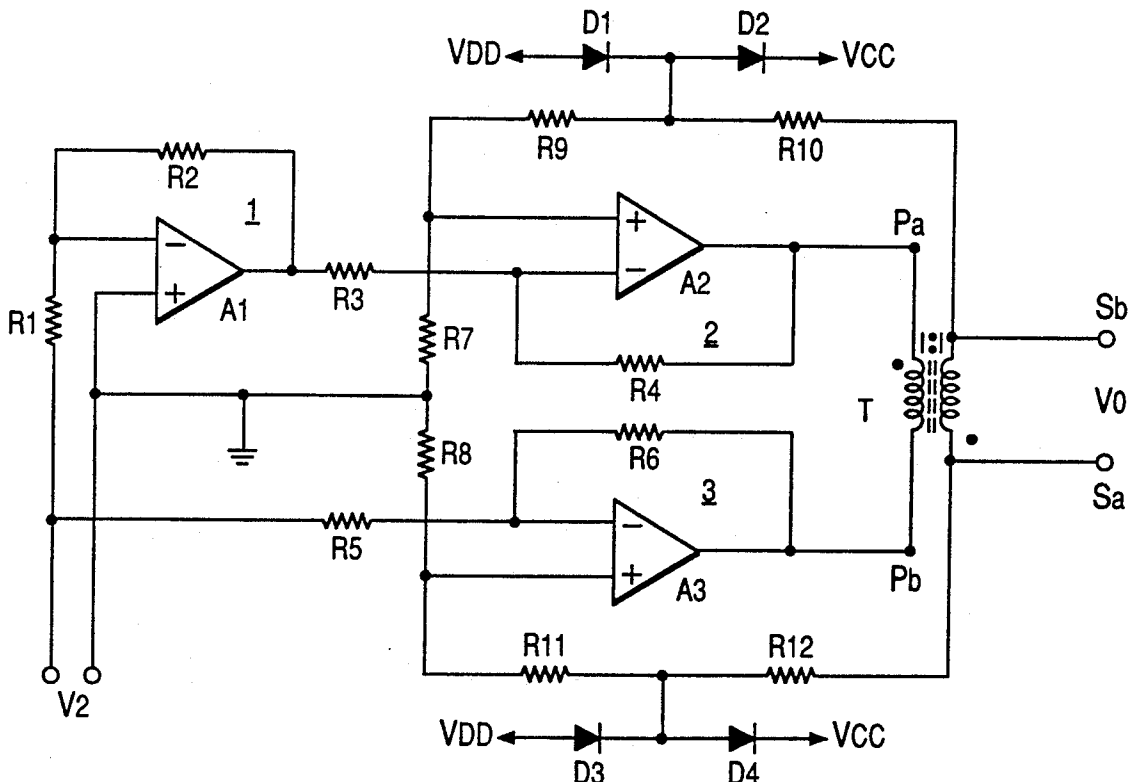 D1 D2
VDD VCC
R9 R10
R2
1
+
Pa
−
−
+
A1
R3
A2
R1
R7
2
Sb
R4
T
V0
R8
R6
3
Sa
R5
−
+
A3
Pb
R11 R12
V2
VDD VCC
D3 D4